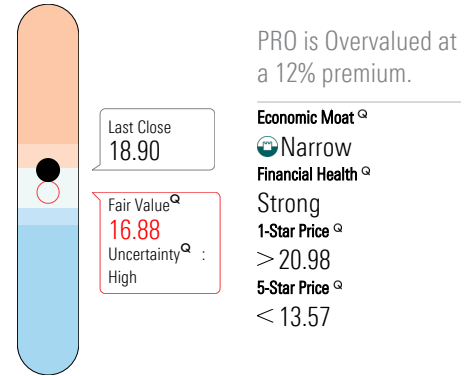 Last Close
18.90
Fair Value Q
16.88
Uncertainty Q :
High
PRO is Overvalued at
a 12% premium.
Economic Moat Q
Narrow
Financial Health Q
Strong
1-Star Price Q
> 20.98
5-Star Price Q
< 13.57